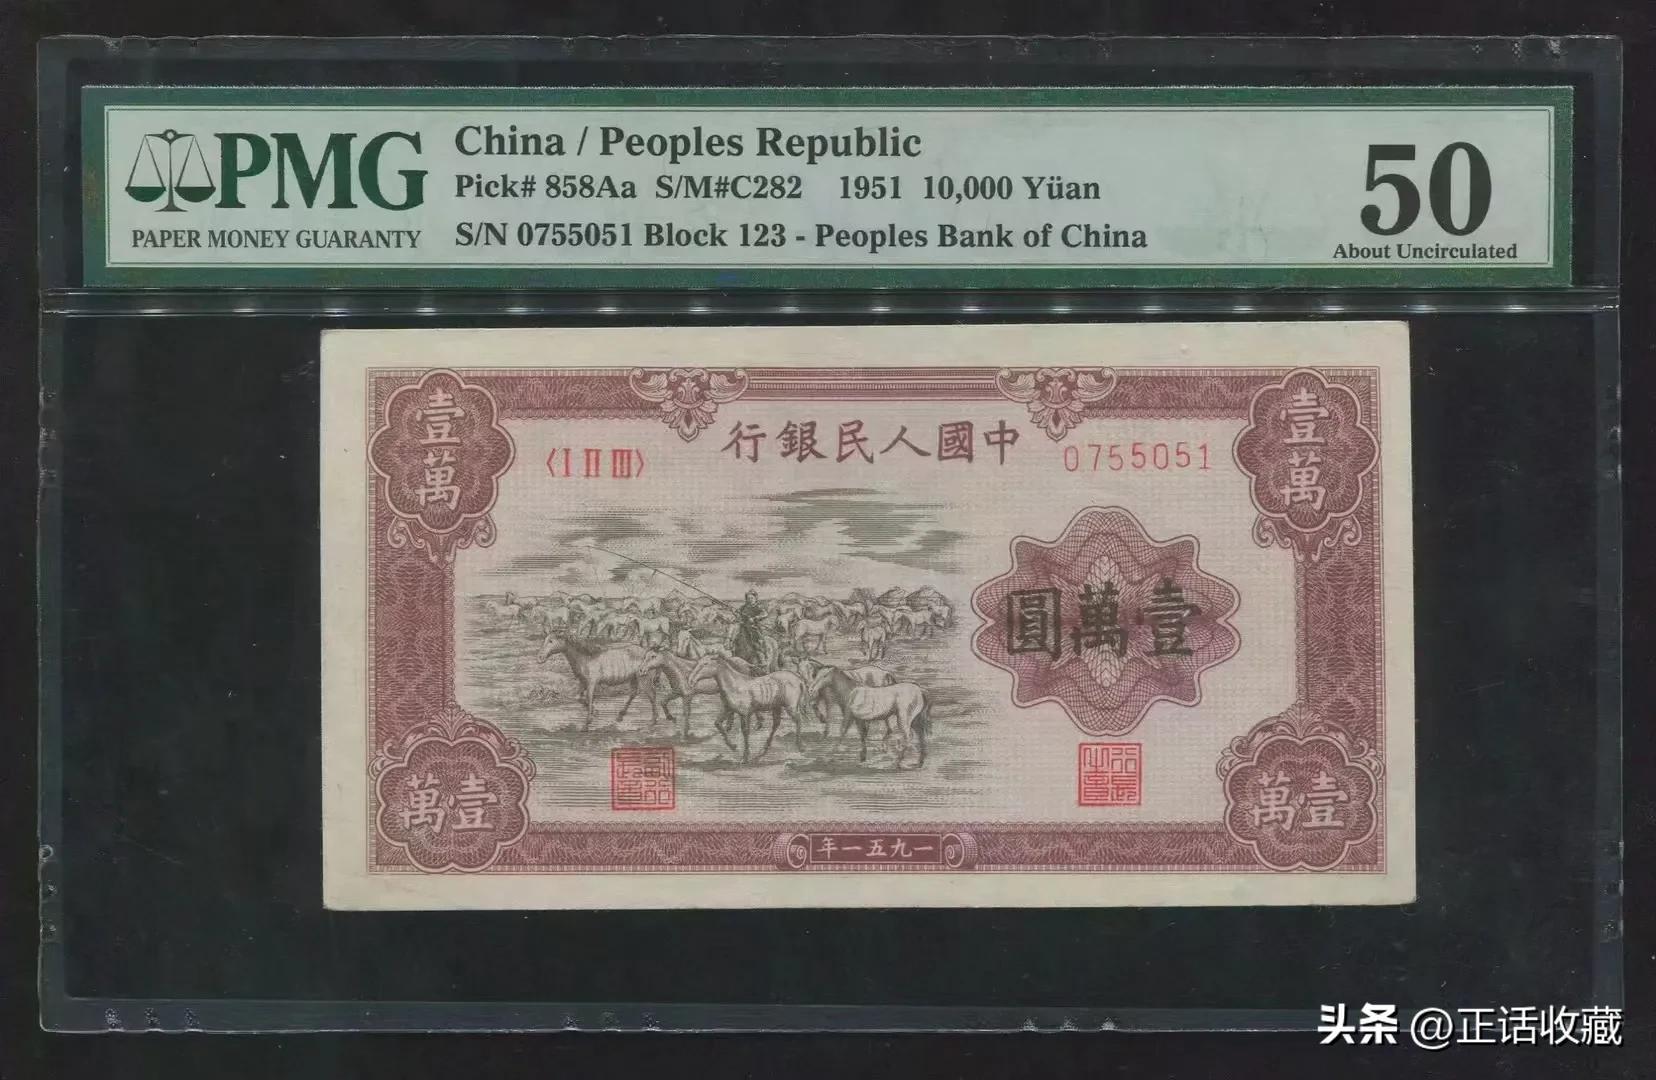 PMG
PAPER MONEY GUARANTY
China / Peoples Republic
Pick# 858Aa S/M#C282 1951 10,000 Yüan
S/N 0755051 Block 123 - Peoples Bank of China
50
About Uncirculated
壹萬
〈I II III〉
行銀民人國中
0755051
壹萬
圓萬壹
萬壹
年一五九一
萬壹
头条 @正话收藏